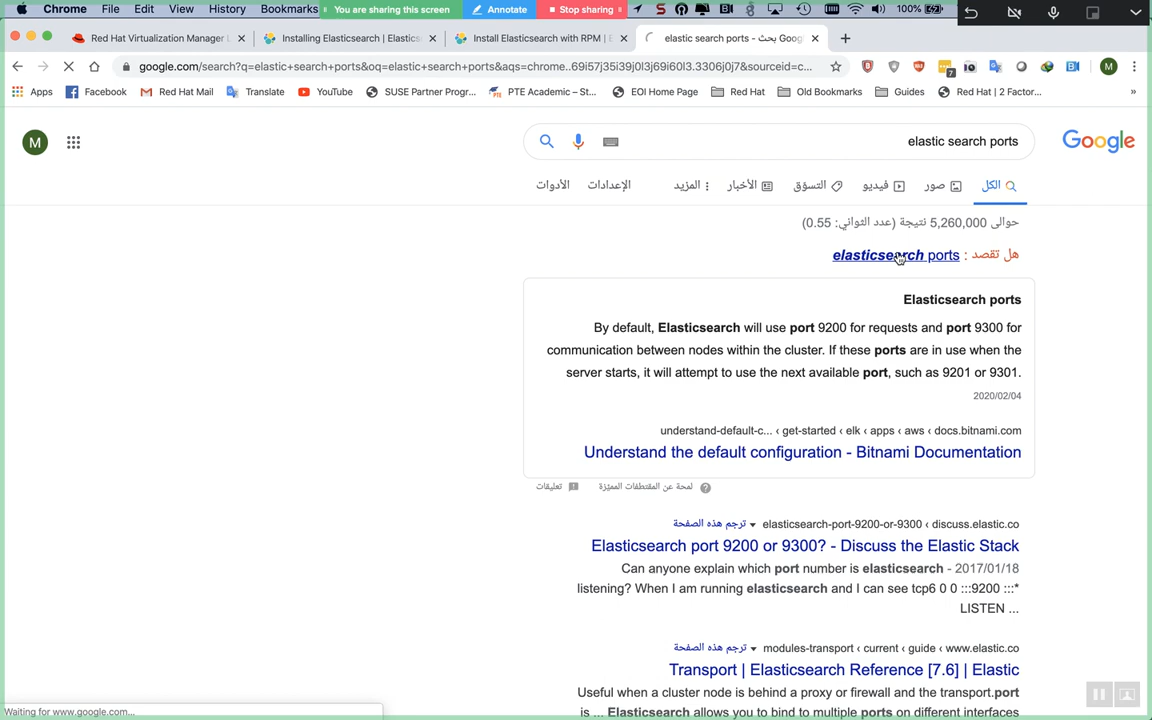 Chrome File Edit View History Bookmarks You are sharing this screen Annotate Stop sharing 100%
Red Hat Virtualization Manager Installing Elasticsearch | Elastics Install Elasticsearch with RPM | E elastic search ports - بحث Goog
google.com/search?q=elastic+search+ports&oq=elastic+search+ports&aqs=chrome..69i57j35i39j0l3j69i60l3.3306j0j7&sourceid=c... 7 M
Apps Facebook Red Hat Mail Translate YouTube SUSE Partner Progr... PTE Academic – St... EOI Home Page Red Hat Old Bookmarks Guides Red Hat | 2 Factor... »
M elastic search ports Google
الكل صور فيديو التسوّق الأخبار المزيد الإعدادات الأدوات
حوالى 5,260,000 نتيجة (عدد الثواني: 0.55)
هل تقصد : elasticsearch ports
Elasticsearch ports
By default, Elasticsearch will use port 9200 for requests and port 9300 for
communication between nodes within the cluster. If these ports are in use when the
server starts, it will attempt to use the next available port, such as 9201 or 9301.
2020/02/04
understand-default-c... ‹ get-started ‹ elk ‹ apps ‹ aws ‹ docs.bitnami.com
Understand the default configuration - Bitnami Documentation
لمحة عن المقتطفات المميّزة تعليقات
ترجم هذه الصفحة elasticsearch-port-9200-or-9300 ‹ discuss.elastic.co
Elasticsearch port 9200 or 9300? - Discuss the Elastic Stack
Can anyone explain which port number is elasticsearch - 2017/01/18
listening? When I am running elasticsearch and I can see tcp6 0 0 :::9200 :::*
LISTEN ...
ترجم هذه الصفحة modules-transport ‹ current ‹ guide ‹ www.elastic.co
Transport | Elasticsearch Reference [7.6] | Elastic
Useful when a cluster node is behind a proxy or firewall and the transport.port
is ... Elasticsearch allows you to bind to multiple ports on different interfaces
Waiting for www.google.com...